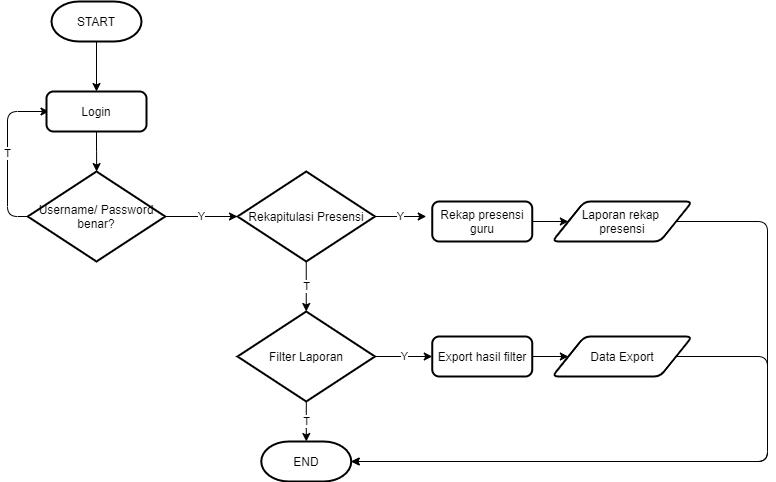 START
Login
T
Username/ Password
benar?
Y
Rekapitulasi Presensi
Y
Rekap presensi
guru
Laporan rekap
presensi
T
Filter Laporan
Y
Export hasil filter
Data Export
T
END